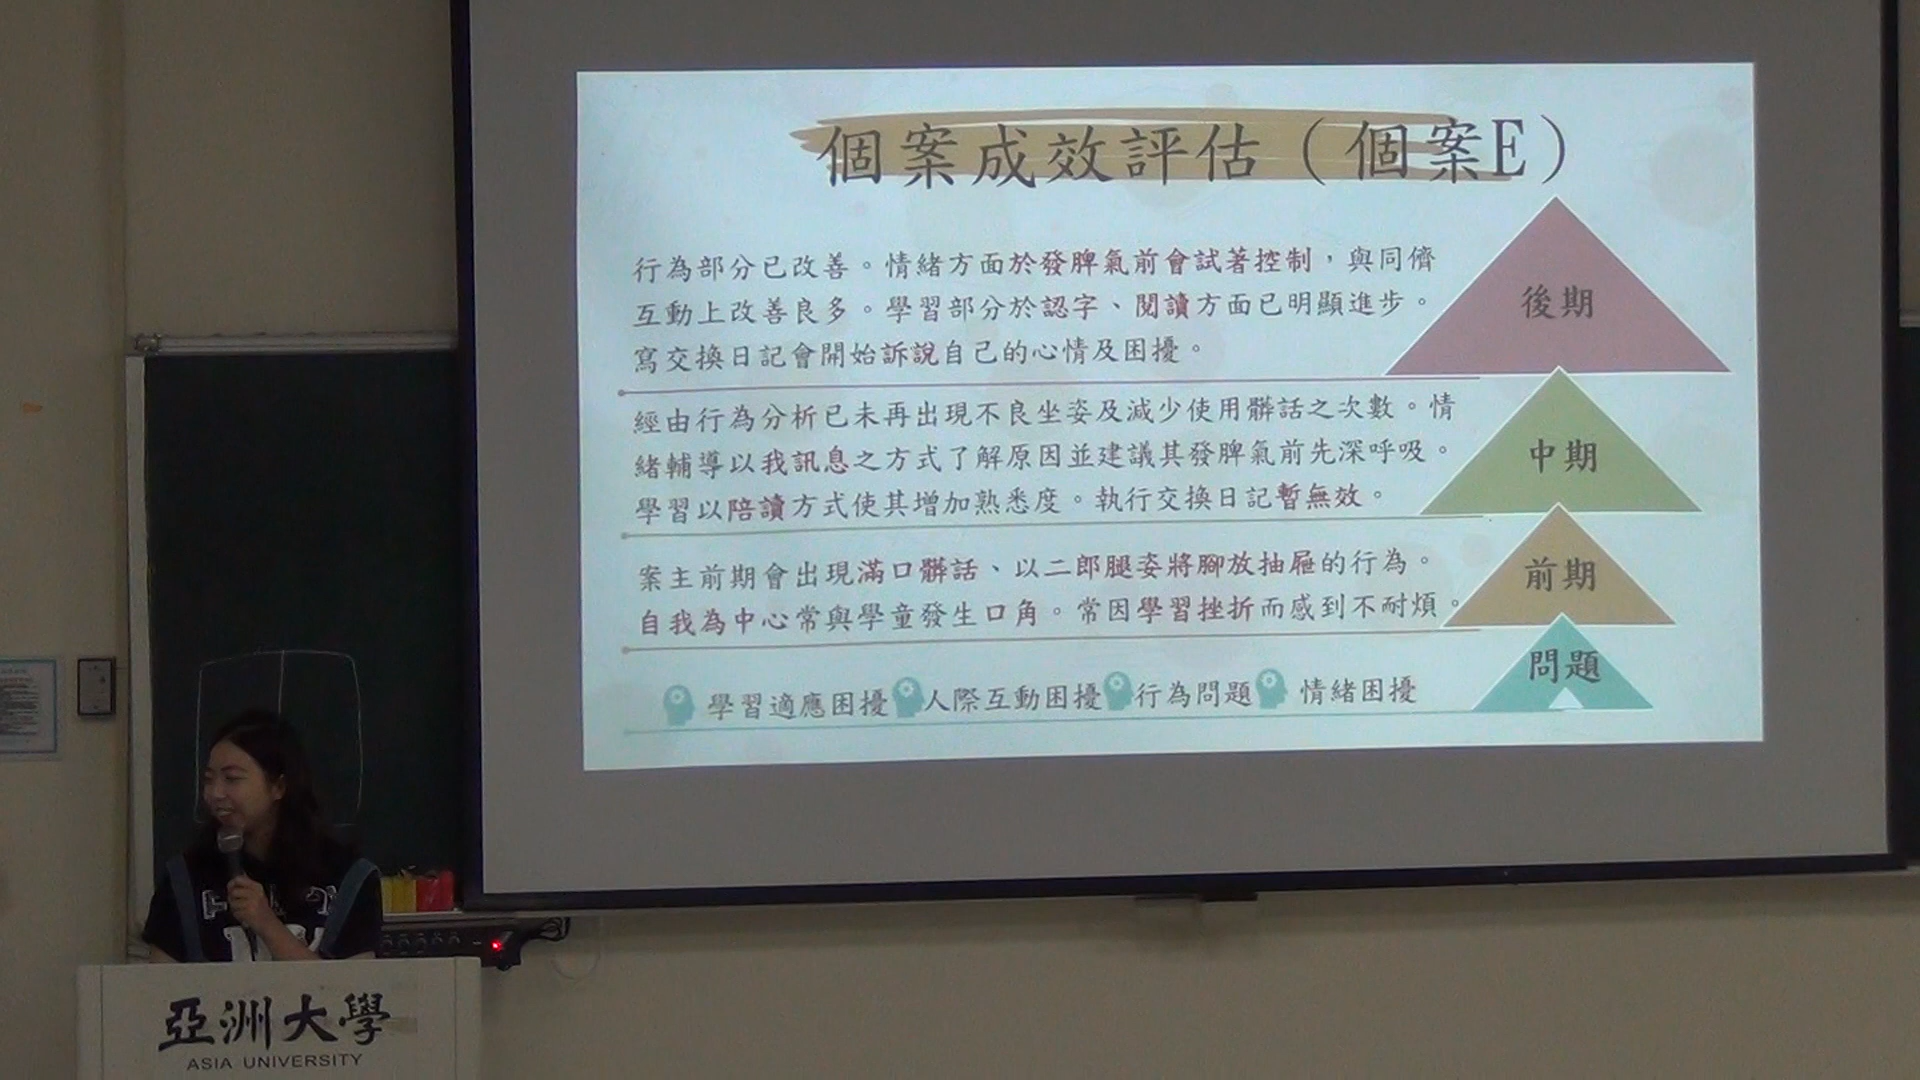 個案成效評估（個案E）
行為部分已改善。情緒方面於發脾氣前會試著控制，與同儕
互動上改善良多。學習部分於認字、閱讀方面已明顯進步。
寫交換日記會開始訴說自己的心情及困擾。
後期
經由行為分析已未再出現不良坐姿及減少使用髒話之次數。情
緒輔導以我訊息之方式了解原因並建議其發脾氣前先深呼吸。
學習以陪讀方式使其增加熟悉度。執行交換日記暫無效。
中期
案主前期會出現滿口髒話、以二郎腿姿將腳放抽屜的行為。
自我為中心常與學童發生口角。常因學習挫折而感到不耐煩。
前期
學習適應困擾 人際互動困擾 行為問題 情緒困擾
問題
亞洲大學
ASIA UNIVERSITY